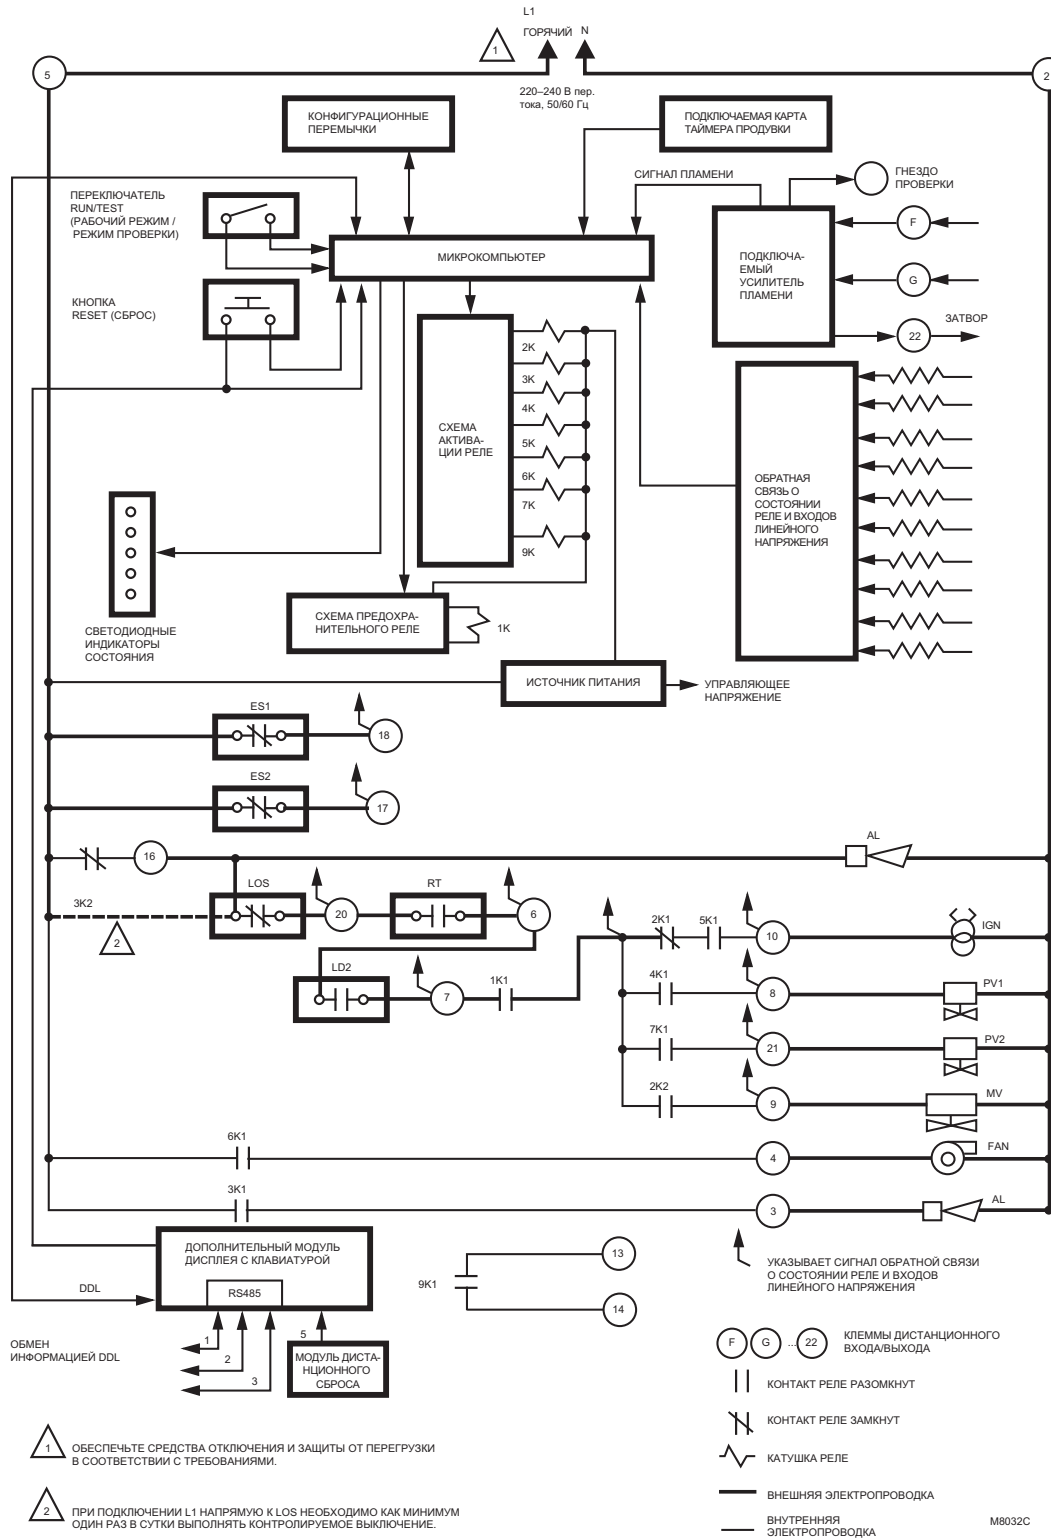 L1
ГОРЯЧИЙ N
1
5
2
220–240 В пер.
тока, 50/60 Гц
КОНФИГУРАЦИОННЫЕ
ПЕРЕМЫЧКИ
ПОДКЛЮЧАЕМАЯ КАРТА
ТАЙМЕРА ПРОДУВКИ
СИГНАЛ ПЛАМЕНИ
ГНЕЗДО
ПРОВЕРКИ
ПЕРЕКЛЮЧАТЕЛЬ
RUN/TEST
(РАБОЧИЙ РЕЖИМ /
РЕЖИМ ПРОВЕРКИ)
F
МИКРОКОМПЬЮТЕР
ПОДКЛЮЧА-
ЕМЫЙ
УСИЛИТЕЛЬ
ПЛАМЕНИ
G
КНОПКА
RESET (СБРОС)
ЗАТВОР
22
СХЕМА
АКТИВА-
ЦИИ РЕЛЕ
2K
3K
4K
5K
6K
7K
9K
ОБРАТНАЯ
СВЯЗЬ О
СОСТОЯНИИ
РЕЛЕ И ВХОДОВ
ЛИНЕЙНОГО
НАПРЯЖЕНИЯ
СВЕТОДИОДНЫЕ
ИНДИКАТОРЫ
СОСТОЯНИЯ
СХЕМА ПРЕДОХРА-
НИТЕЛЬНОГО РЕЛЕ
1K
ИСТОЧНИК ПИТАНИЯ
УПРАВЛЯЮЩЕЕ
НАПРЯЖЕНИЕ
ES1
18
ES2
17
AL
16
3K2
LOS
20
RT
6
2
2K1
5K1
10
IGN
LD2
7
1K1
4K1
8
PV1
7K1
21
PV2
2K2
9
MV
6K1
4
FAN
3K1
3
AL
ДОПОЛНИТЕЛЬНЫЙ МОДУЛЬ
ДИСПЛЕЯ С КЛАВИАТУРОЙ
RS485
DDL
9K1
13
14
УКАЗЫВАЕТ СИГНАЛ ОБРАТНОЙ СВЯЗИ
О СОСТОЯНИИ РЕЛЕ И ВХОДОВ
ЛИНЕЙНОГО НАПРЯЖЕНИЯ
ОБМЕН
ИНФОРМАЦИЕЙ DDL
1
2
3
5
МОДУЛЬ ДИСТА-
НЦИОННОГО
СБРОСА
F G ... 22
КЛЕММЫ ДИСТАНЦИОННОГО
ВХОДА/ВЫХОДА
КОНТАКТ РЕЛЕ РАЗОМКНУТ
КОНТАКТ РЕЛЕ ЗАМКНУТ
КАТУШКА РЕЛЕ
ВНЕШНЯЯ ЭЛЕКТРОПРОВОДКА
ВНУТРЕННЯЯ
ЭЛЕКТРОПРОВОДКА
1 ОБЕСПЕЧЬТЕ СРЕДСТВА ОТКЛЮЧЕНИЯ И ЗАЩИТЫ ОТ ПЕРЕГРУЗКИ
В СООТВЕТСТВИИ С ТРЕБОВАНИЯМИ.
2 ПРИ ПОДКЛЮЧЕНИИ L1 НАПРЯМУЮ К LOS НЕОБХОДИМО КАК МИНИМУМ
ОДИН РАЗ В СУТКИ ВЫПОЛНЯТЬ КОНТРОЛИРУЕМОЕ ВЫКЛЮЧЕНИЕ.
M8032C